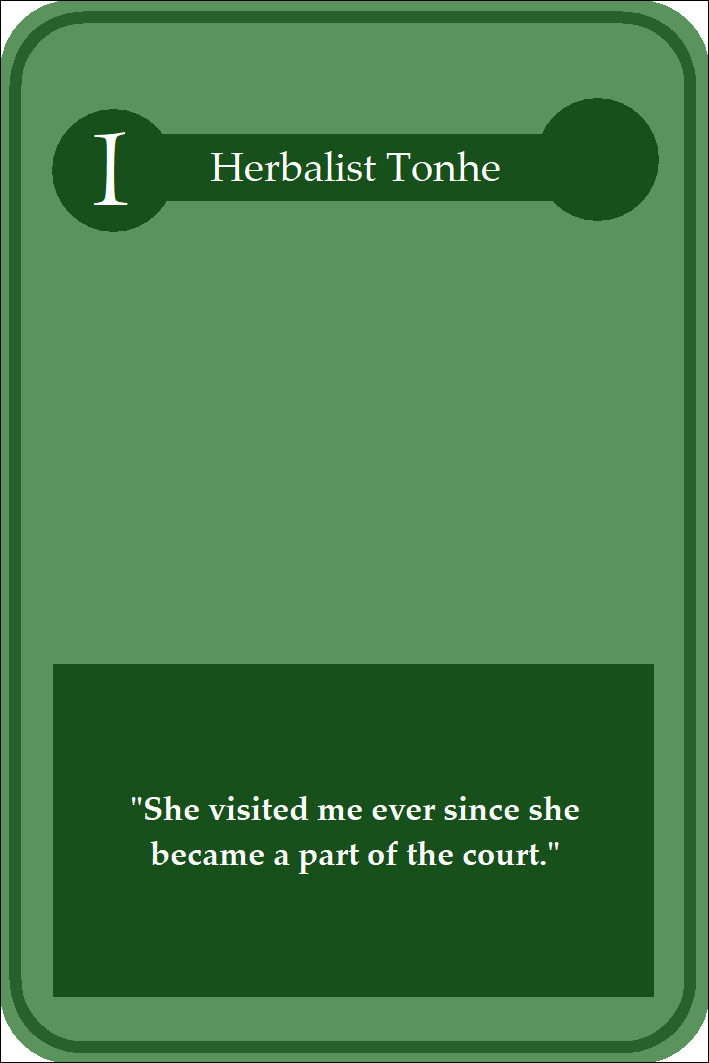 I
Herbalist Tonhe
"She visited me ever since she
became a part of the court."